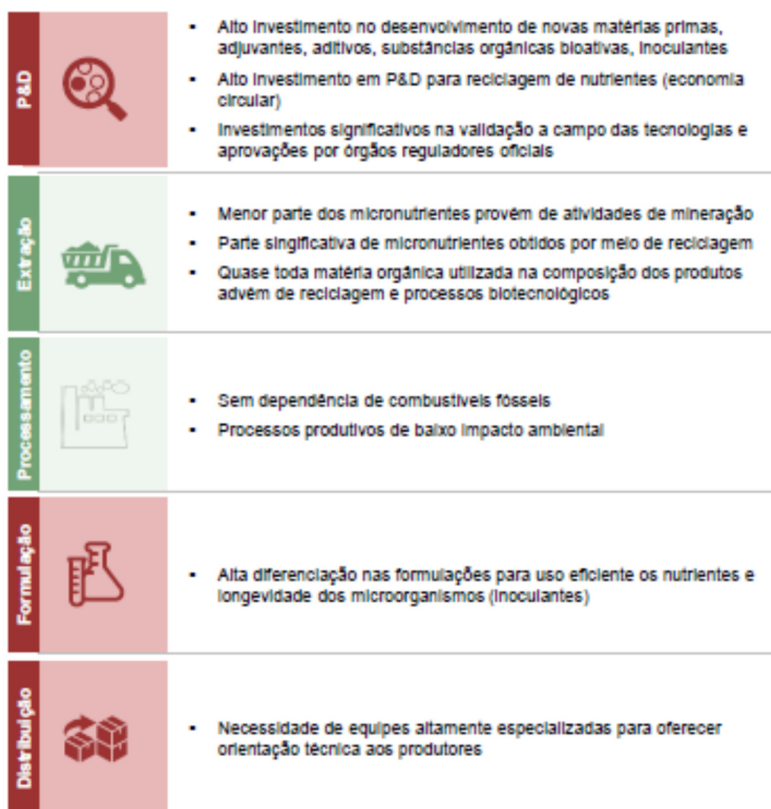 P&D
▪ Alto investimento no desenvolvimento de novas matérias primas,
adjuvantes, aditivos, substâncias orgânicas bioativas, inoculantes
▪ Alto investimento em P&D para reciclagem de nutrientes (economia
circular)
▪ Investimentos significativos na validação a campo das tecnologias e
aprovações por órgãos reguladores oficiais
Extração
▪ Menor parte dos micronutrientes provém de atividades de mineração
▪ Parte singificativa de micronutrientes obtidos por meio de reciclagem
▪ Quase toda matéria orgânica utilizada na composição dos produtos
advém de reciclagem e processos biotecnológicos
Processamento
▪ Sem dependência de combustíveis fósseis
▪ Processos produtivos de baixo impacto ambiental
Formulação
▪ Alta diferenciação nas formulações para uso eficiente os nutrientes e
longevidade dos microorganismos (inoculantes)
Distribuição
▪ Necessidade de equipes altamente especializadas para oferecer
orientação técnica aos produtores